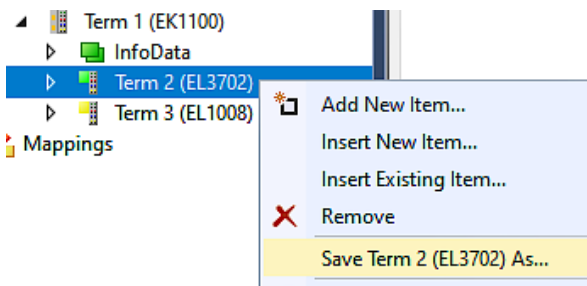 Term 1 (EK1100)
InfoData
Term 2 (EL3702)
Term 3 (EL1008)
Mappings
Add New Item...
Insert New Item...
Insert Existing Item...
Remove
Save Term 2 (EL3702) As...